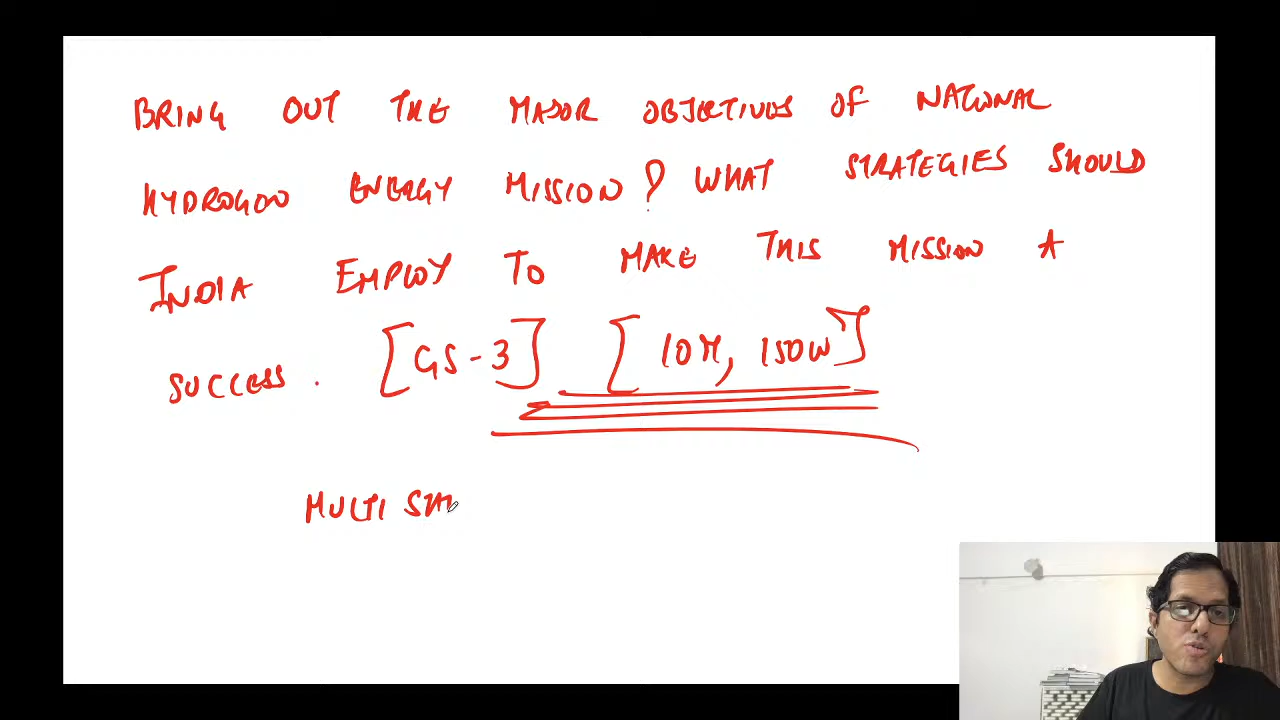 BRING OUT THE MAJOR OBJECTIVES OF NATIONAL
HYDROGEN ENERGY MISSION? WHAT STRATEGIES SHOULD
INDIA EMPLOY TO MAKE THIS MISSION A
SUCCESS. [GS-3] [10M, 150W]
MULTI STA